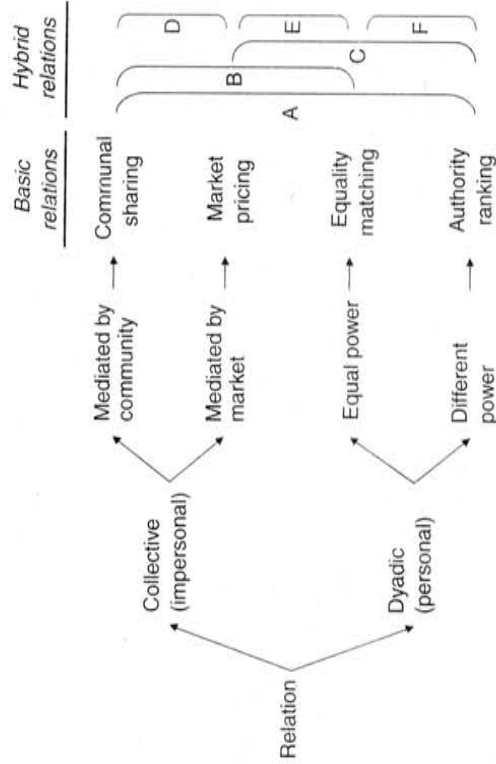 Basic
relations
Hybrid
relations
Relation
Collective
(impersonal)
Dyadic
(personal)
Mediated by
community
Mediated by
market
Equal power
Different
power
Communal
sharing
Market
pricing
Equality
matching
Authority
ranking
A
B
C
D
E
F